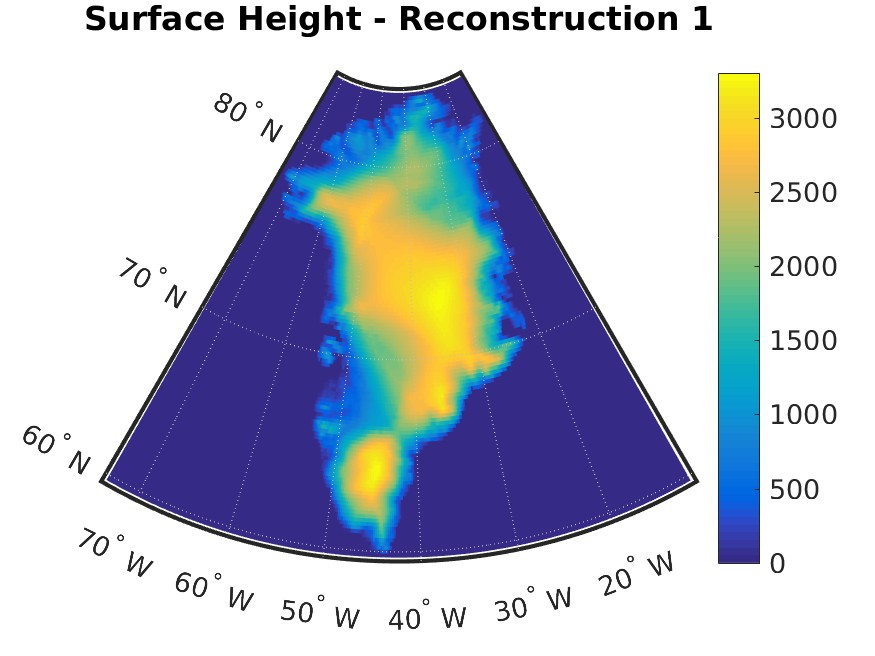 Surface Height - Reconstruction 1
80° N
70° N
60° N
70° W
60° W
50° W
40° W
30° W
20° W
3000
2500
2000
1500
1000
500
0